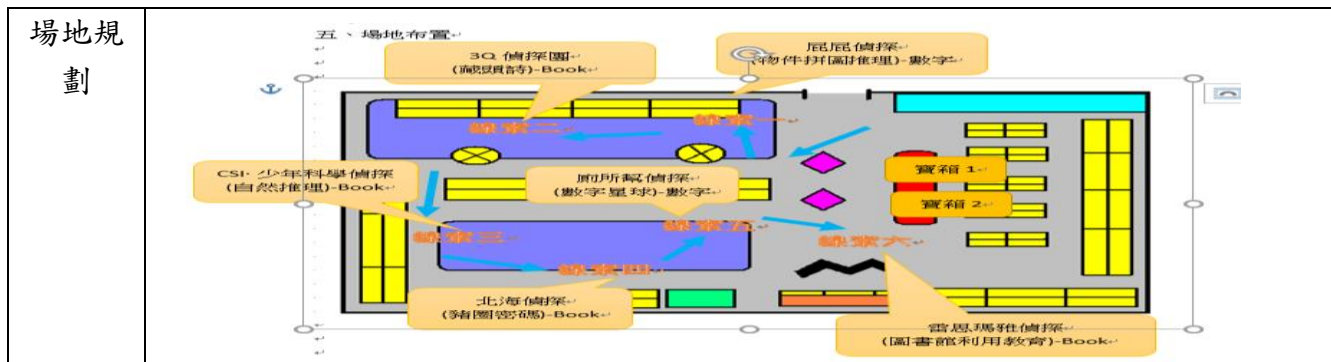 場地規
劃
五、場地布置
3Q 偵探團
(藏頭詩)-Book
屁屁偵探
(物件拼圖推理)-數字
線索二
線索一
CSI 少年科學偵探
(自然推理)-Book
廁所幫偵探
(數字星球)-數字
寶箱 1
寶箱 2
線索三
線索五
線索六
線索四
北海偵探
(豬圈密碼)-Book
雷恩瑪雅偵探
(圖書館利用教育)-Book